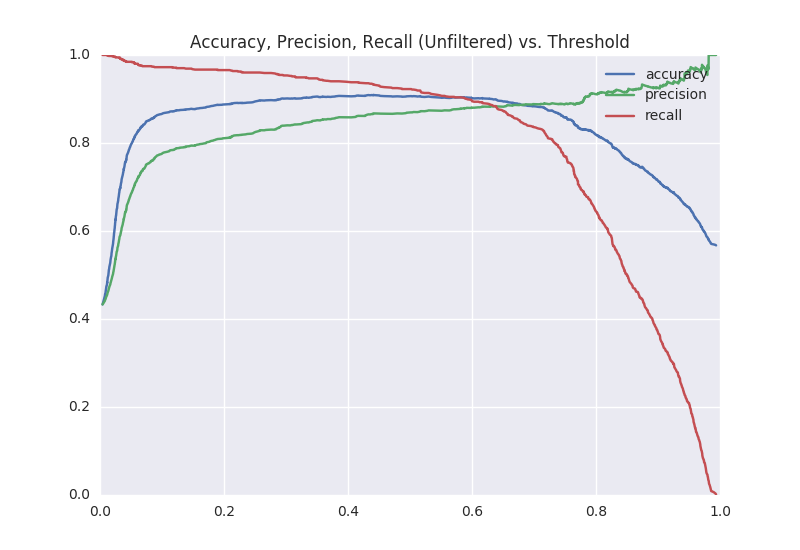 Accuracy, Precision, Recall (Unfiltered) vs. Threshold
1.0
0.8
0.6
0.4
0.2
0.0
accuracy
precision
recall
0.0 0.2 0.4 0.6 0.8 1.0